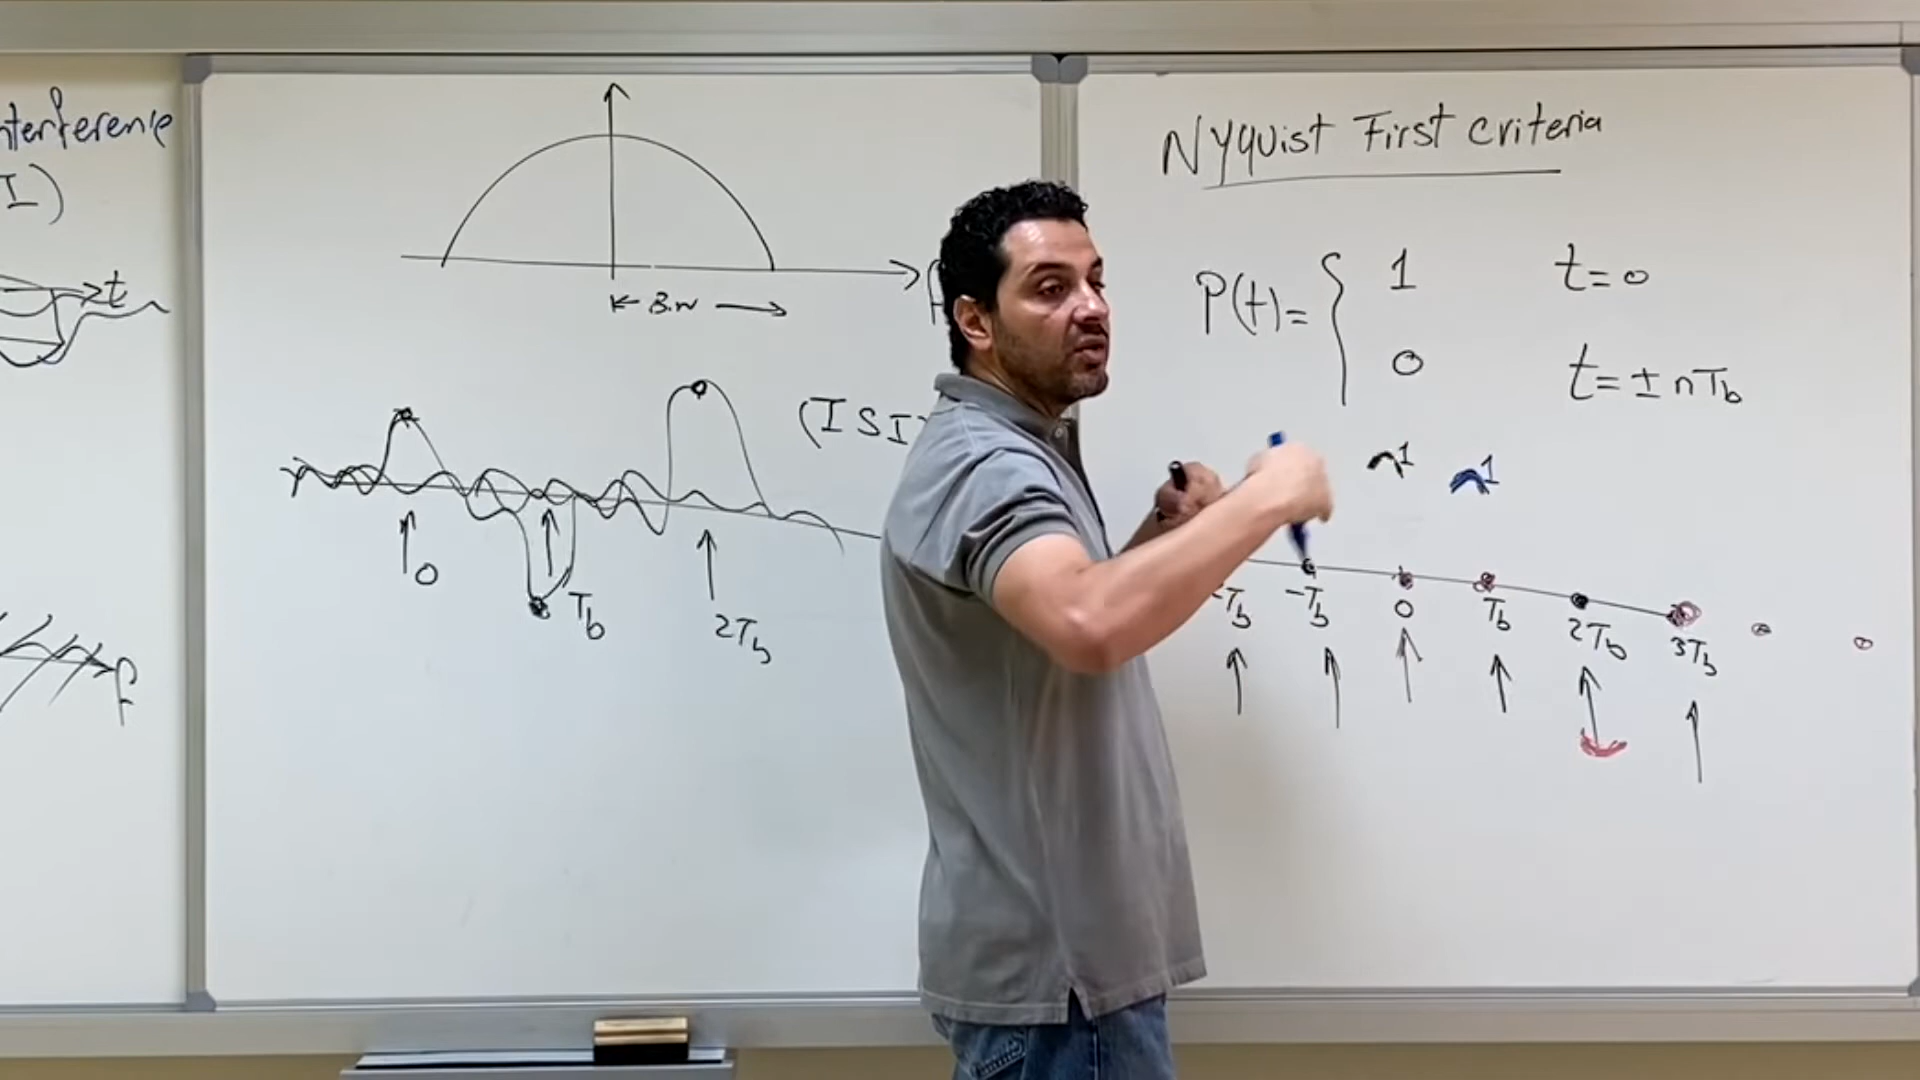 nterference
I)
t
f
B.W
f
(ISI)
0
Tb
2Tb
Nyquist First criteria
P(t)= { 1 t=0
0 t=±nTb
1 1
-Tb -Tb 0 Tb 2Tb 3Tb